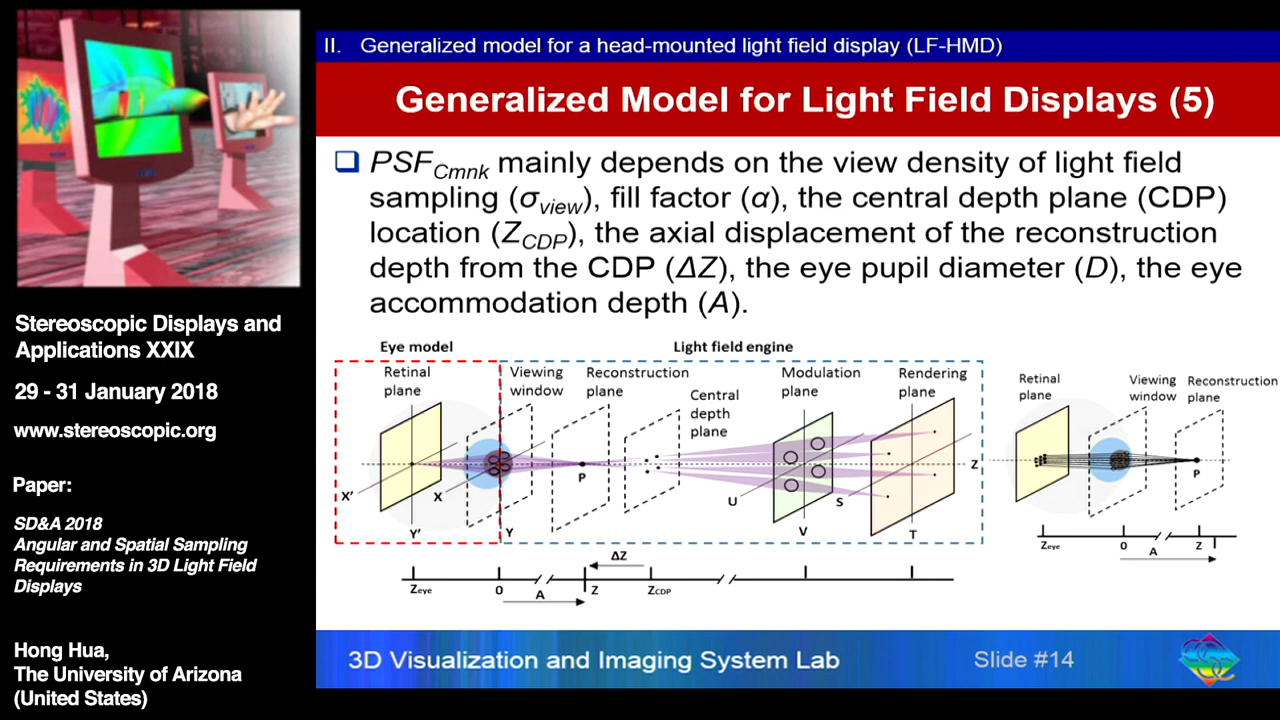 Stereoscopic Displays and
Applications XXIX
29 - 31 January 2018
www.stereoscopic.org
Paper:
SD&A 2018
Angular and Spatial Sampling
Requirements in 3D Light Field
Displays
Hong Hua,
The University of Arizona
(United States)
II. Generalized model for a head-mounted light field display (LF-HMD)
Generalized Model for Light Field Displays (5)
PSFCmnk mainly depends on the view density of light field
sampling (σview), fill factor (α), the central depth plane (CDP)
location (ZCDP), the axial displacement of the reconstruction
depth from the CDP (ΔZ), the eye pupil diameter (D), the eye
accommodation depth (A).
Eye model
Light field engine
Retinal
plane
Viewing
window
Reconstruction
plane
Central
depth
plane
Modulation
plane
Rendering
plane
X'
Y'
X
Y
P
U
V
S
T
Z
ΔZ
Zeye
0
A
Z
ZCDP
Retinal
plane
Viewing
window
Reconstruction
plane
P
Zeye
0
A
Z
3D Visualization and Imaging System Lab
Slide #14